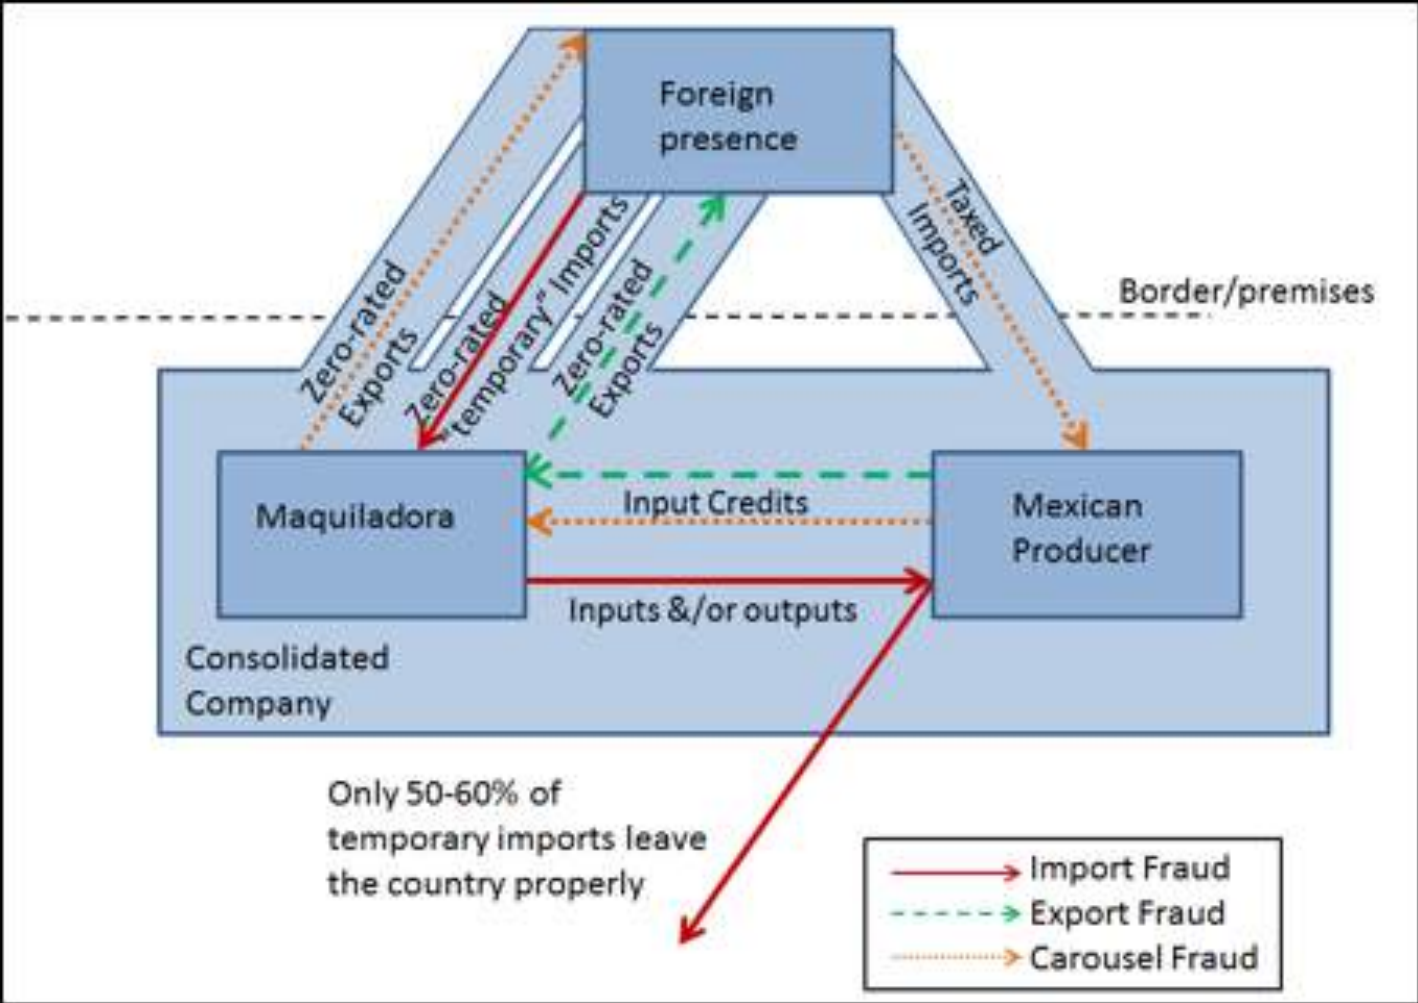 Foreign
presence
Taxed
Imports
Border/premises
Zero-rated
Exports
Zero-rated
"temporary" Imports
Zero-rated
Exports
Maquiladora
Input Credits
Mexican
Producer
Inputs &/or outputs
Consolidated
Company
Only 50-60% of
temporary imports leave
the country properly
Import Fraud
Export Fraud
Carousel Fraud